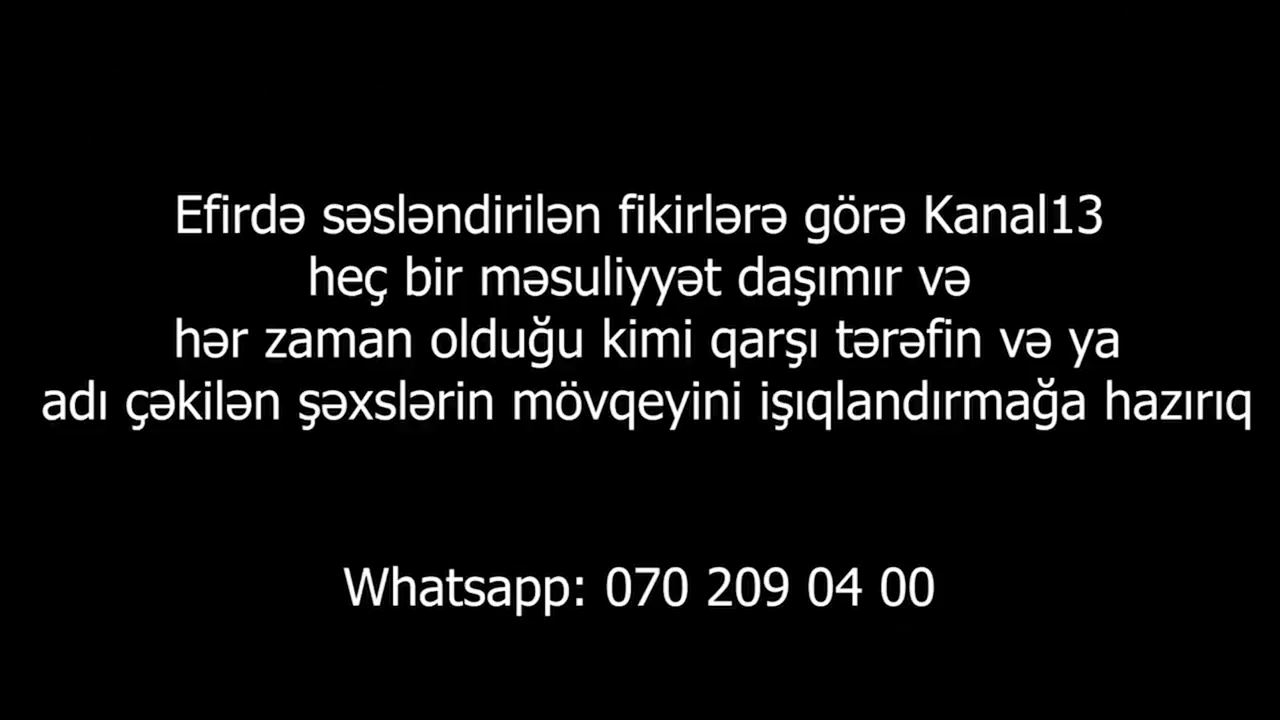 Efirdə səsləndirilən fikirlərə görə Kanal13
heç bir məsuliyyət daşımır və
hər zaman olduğu kimi qarşı tərəfin və ya
adı çəkilən şəxslərin mövqeyini işıqlandırmağa hazırıq
Whatsapp: 070 209 04 00